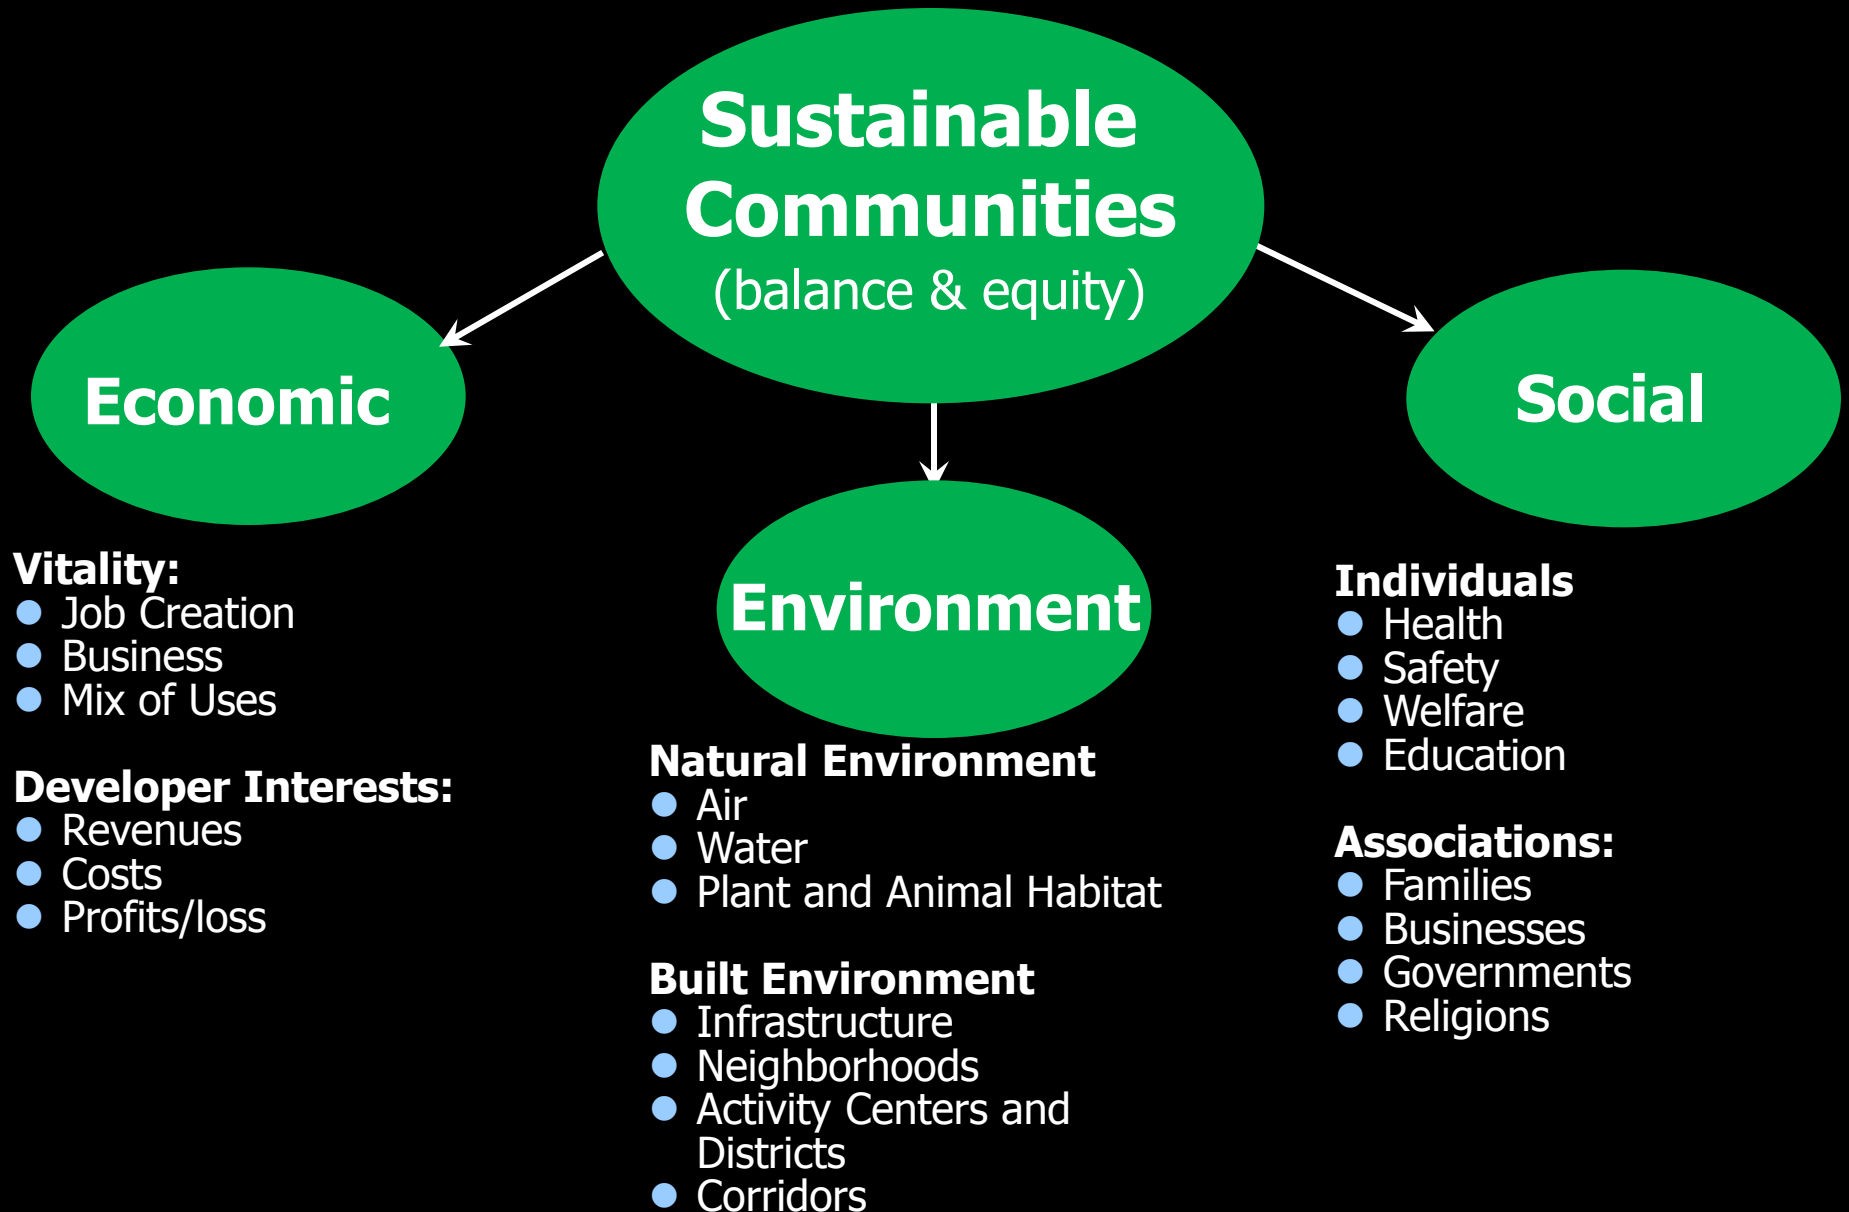 Sustainable
Communities
(balance & equity)
Economic
Vitality:
● Job Creation
● Business
● Mix of Uses
Developer Interests:
● Revenues
● Costs
● Profits/loss
Environment
Natural Environment
● Air
● Water
● Plant and Animal Habitat
Built Environment
● Infrastructure
● Neighborhoods
● Activity Centers and
Districts
● Corridors
Social
Individuals
● Health
● Safety
● Welfare
● Education
Associations:
● Families
● Businesses
● Governments
● Religions